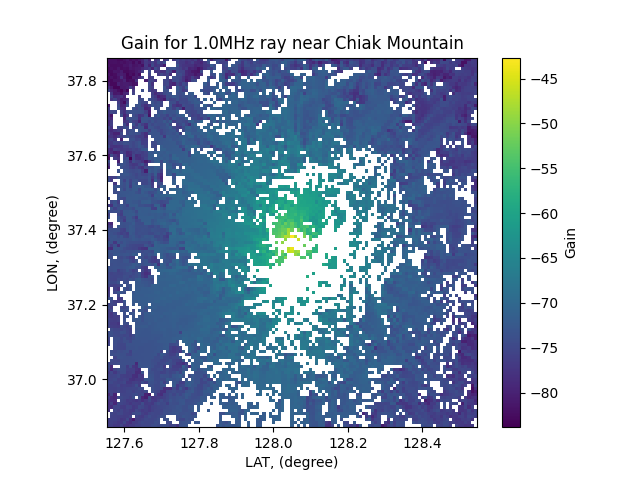 Gain for 1.0MHz ray near Chiak Mountain
37.8
37.6
37.4
37.2
37.0
LON, (degree)
127.6 127.8 128.0 128.2 128.4
LAT, (degree)
−45
−50
−55
−60
−65
−70
−75
−80
Gain